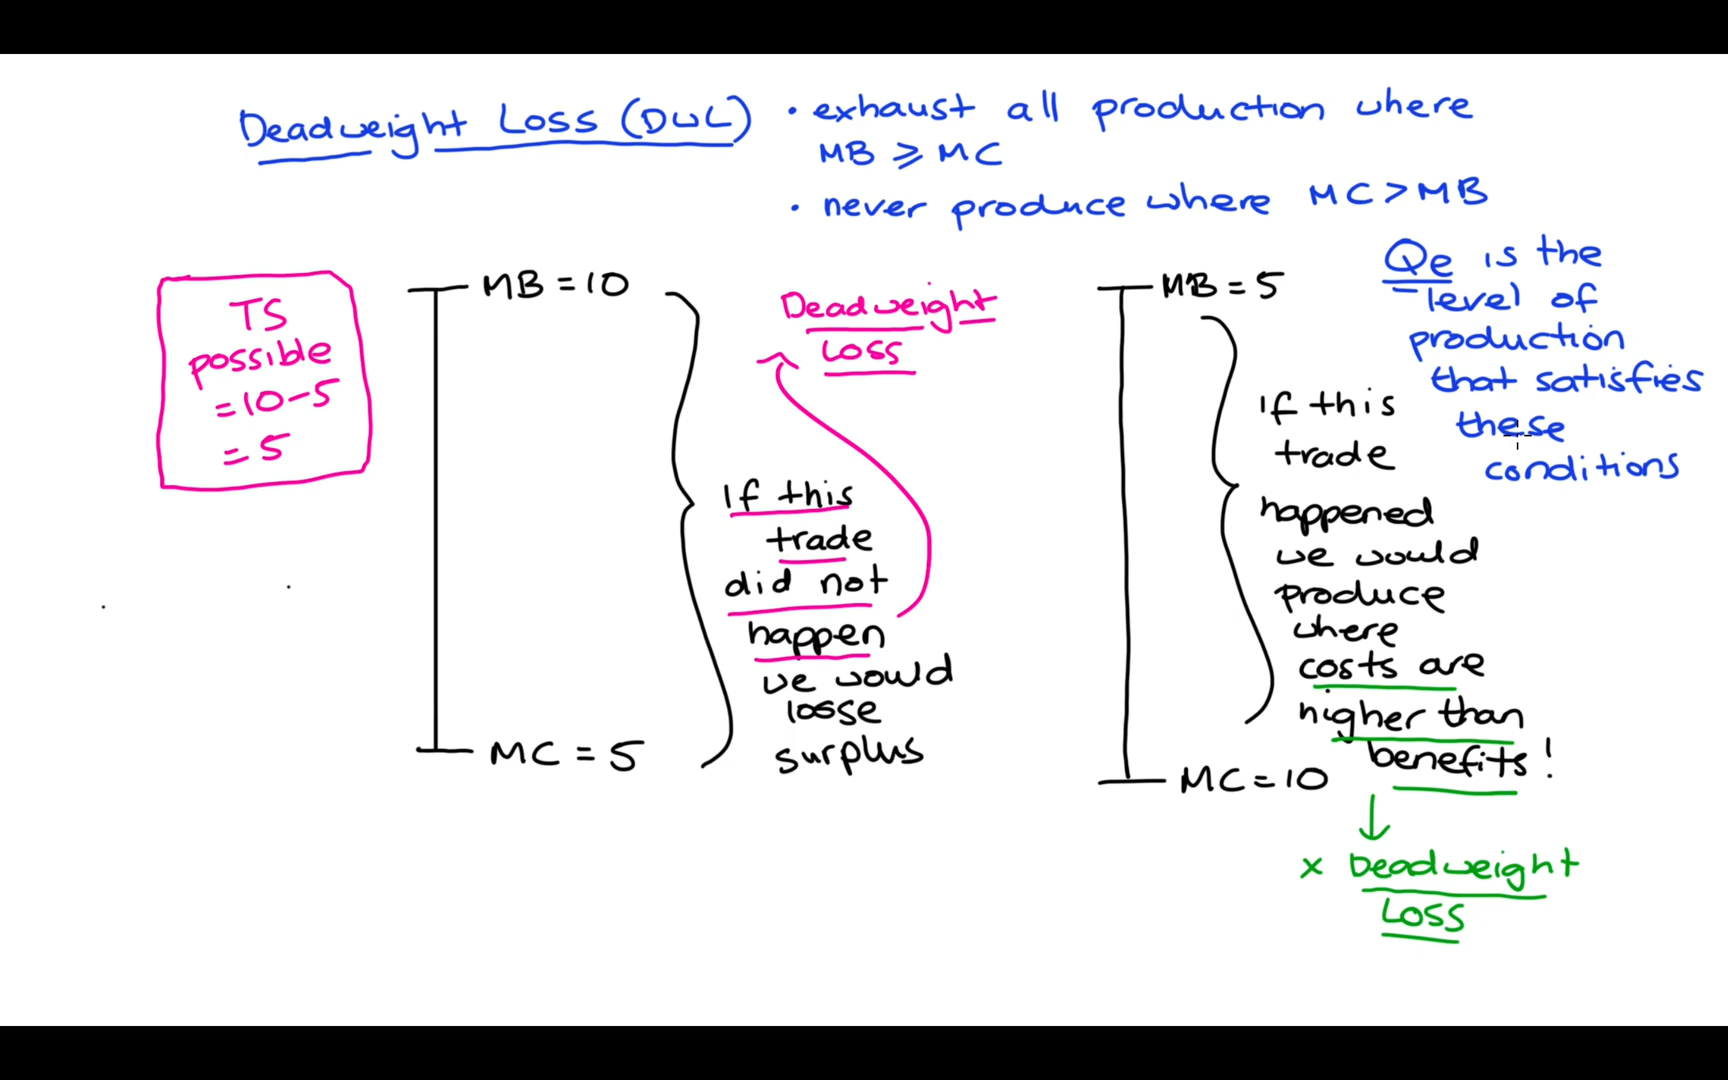 Deadweight Loss (DWL)
• exhaust all production where
MB ⩾ MC
• never produce where MC > MB
Qe is the
level of
production
that satisfies
these
conditions
TS
possible
= 10 - 5
= 5
MB = 10
MC = 5
Deadweight
Loss
If this
trade
did not
happen
we would
losse
surplus
MB = 5
MC = 10
If this
trade
happened
we would
produce
where
costs are
higher than
benefits !
↓
x Deadweight
Loss